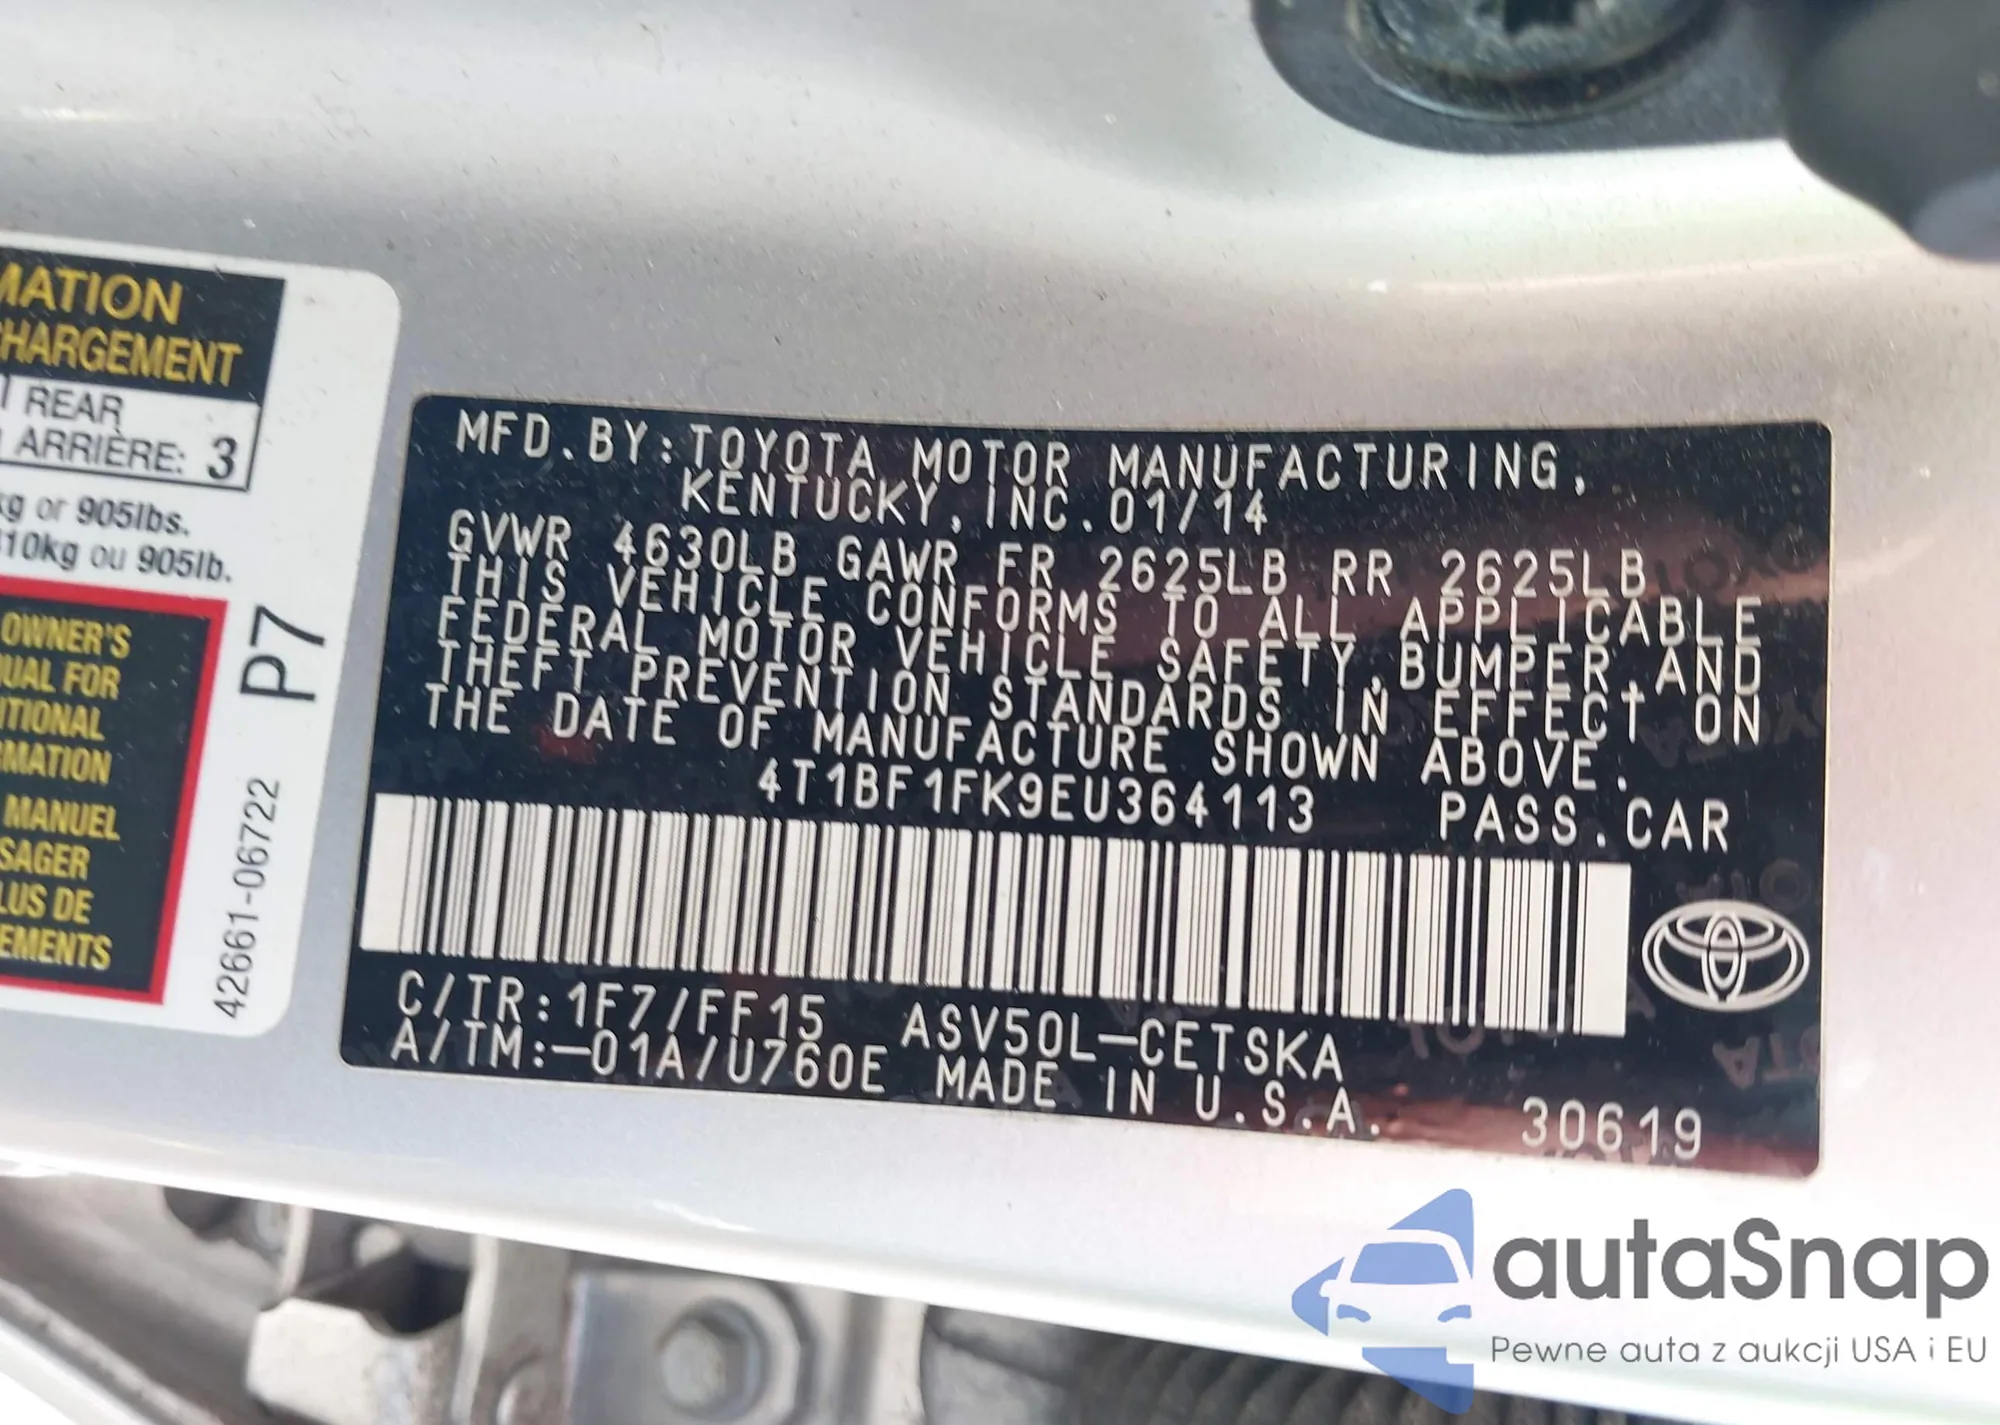 MATION
CHARGEMENT
REAR
ARRIÈRE: 3
kg or 905lbs.
310kg ou 905lb.
OWNER'S
UAL FOR
ITIONAL
RMATION
MANUEL
SAGER
LUS DE
EMENTS
P7
42661-06722
MFD.BY:TOYOTA MOTOR MANUFACTURING,
KENTUCKY, INC.01/14
GVWR 4630LB GAWR FR 2625LB RR 2625LB
THIS VEHICLE CONFORMS TO ALL APPLICABLE
FEDERAL MOTOR VEHICLE SAFETY,BUMPER,AND
THEFT PREVENTION STANDARDS IN EFFECT ON
THE DATE OF MANUFACTURE SHOWN ABOVE.
4T1BF1FK9EU364113 PASS.CAR
C/TR:1F7/FF15 ASV50L-CETSKA
A/TM:-01A/U760E MADE IN U.S.A. 30619
autaSnap
Pewne auta z aukcji USA i EU